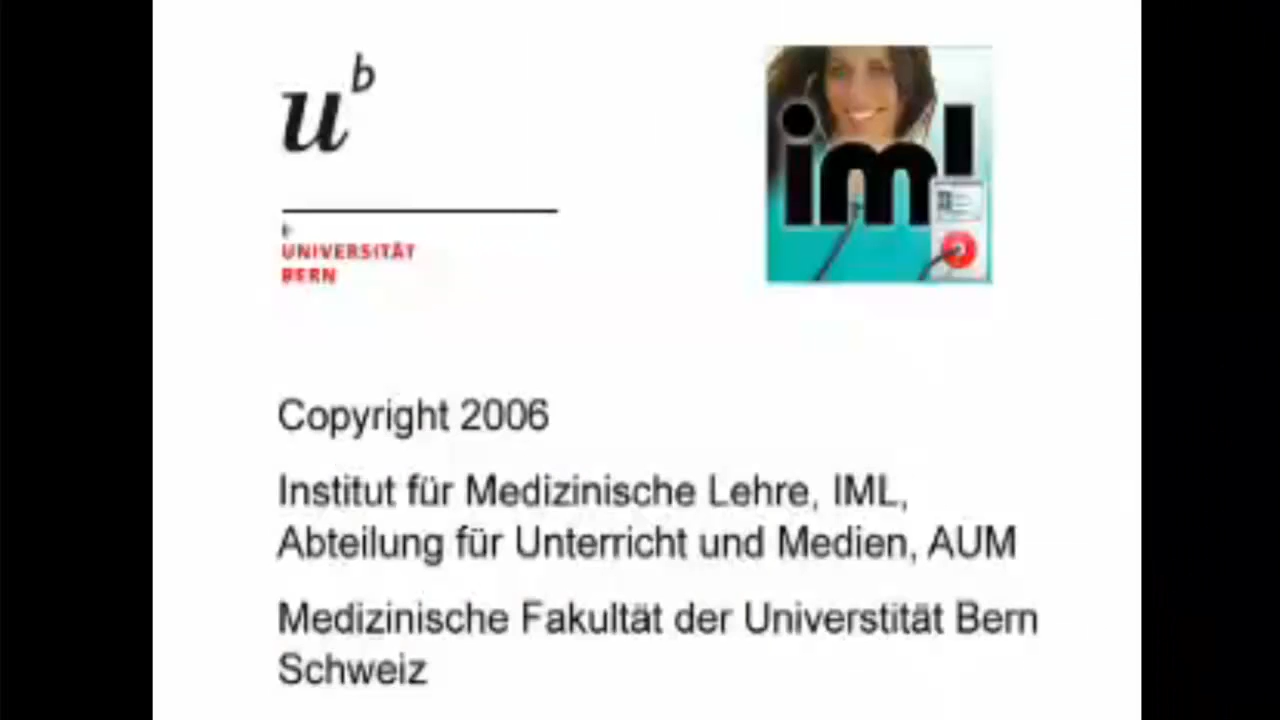 u^b
b
UNIVERSITÄT
BERN
iml
Copyright 2006
Institut für Medizinische Lehre, IML,
Abteilung für Unterricht und Medien, AUM
Medizinische Fakultät der Universtität Bern
Schweiz